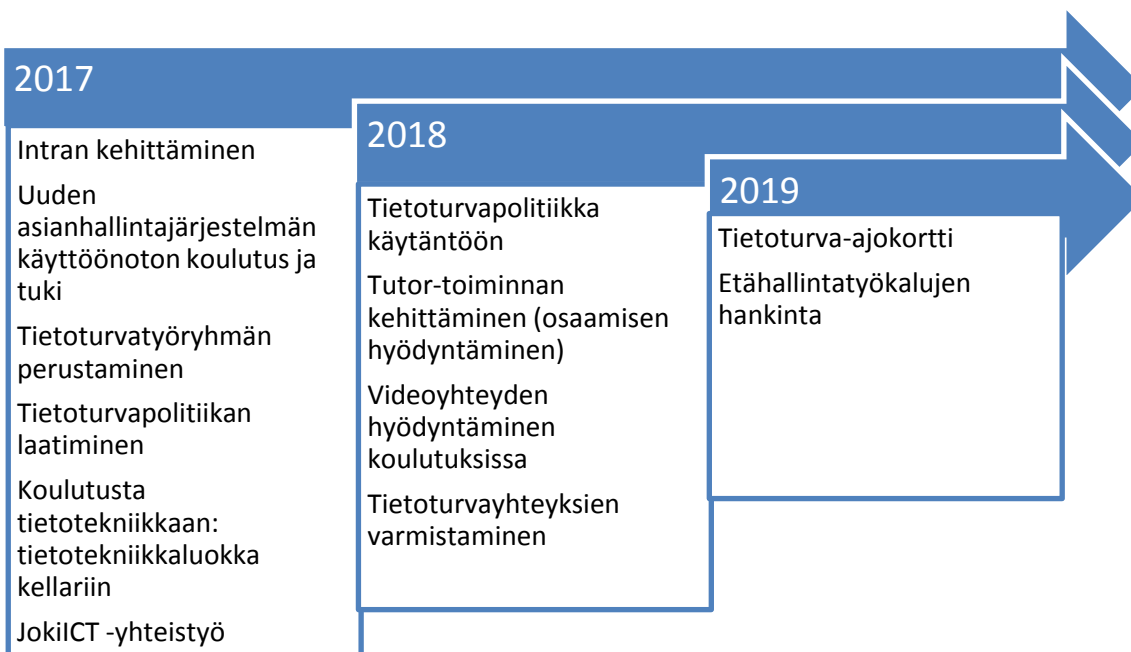 2017
Intran kehittäminen
Uuden
asianhallintajärjestelmän
käyttöönoton koulutus ja
tuki
Tietoturvatyöryhmän
perustaminen
Tietoturvapolitiikan
laatiminen
Koulutusta
tietotekniikkaan:
tietotekniikkaluokka
kellariin
JokiICT -yhteistyö
2018
Tietoturvapolitiikka
käytäntöön
Tutor-toiminnan
kehittäminen (osaamisen
hyödyntäminen)
Videoyhteyden
hyödyntäminen
koulutuksissa
Tietoturvayhteyksien
varmistaminen
2019
Tietoturva-ajokortti
Etähallintatyökalujen
hankinta